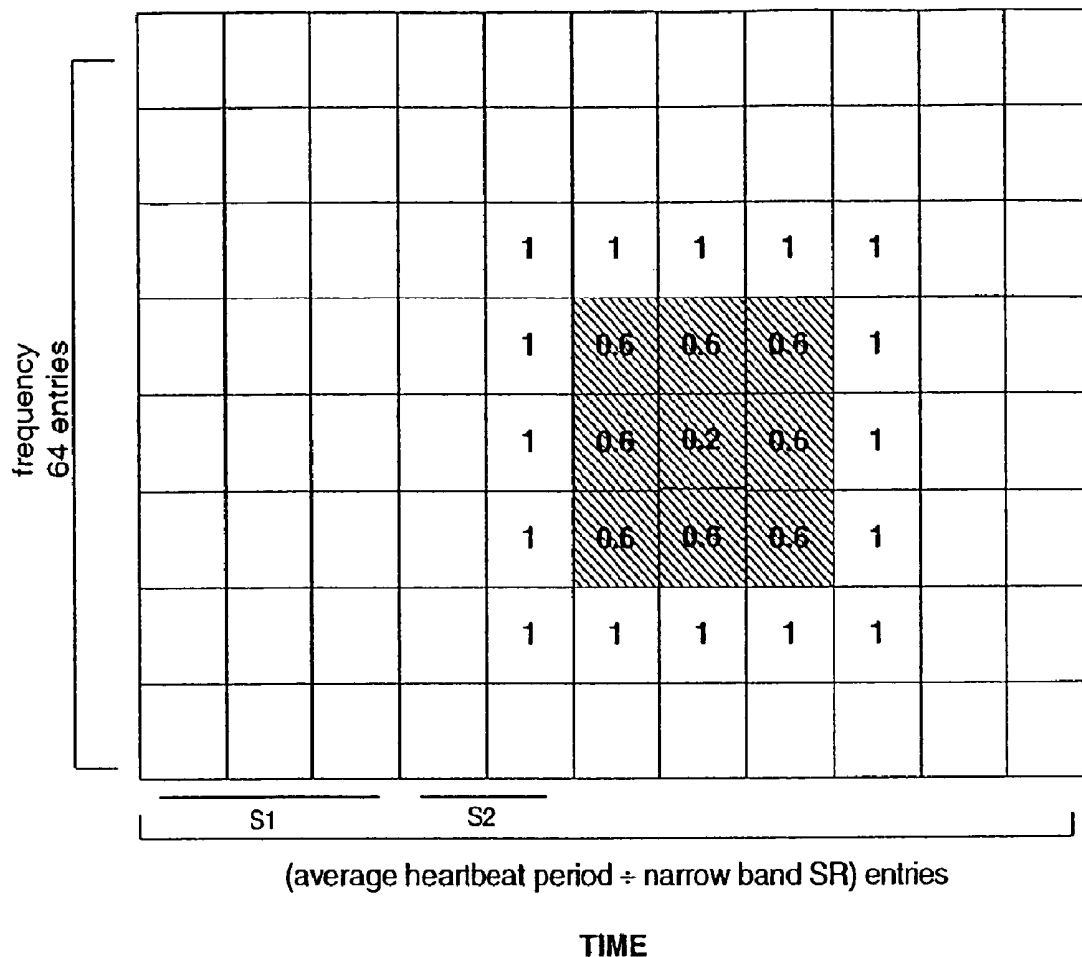 1 1 1 1 1
1 0.6 0.6 0.6 1
frequency
64 entries
1 0.6 0.2 0.6 1
1 0.6 0.6 0.6 1
1 1 1 1 1
S1 S2
(average heartbeat period ÷ narrow band SR) entries
TIME